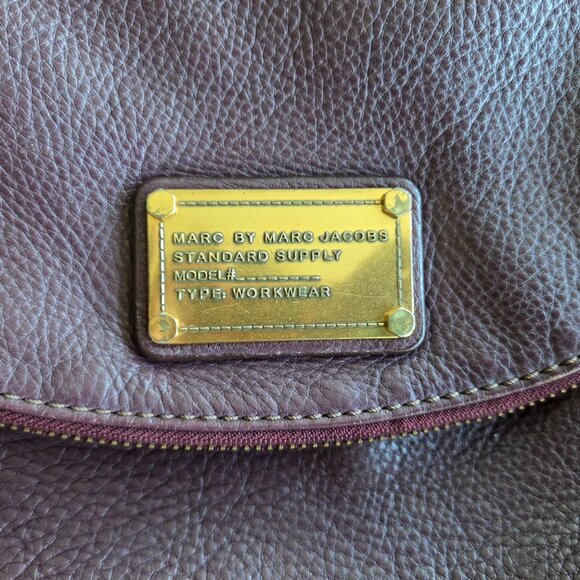 MARC BY MARC JACOBS
STANDARD SUPPLY
MODEL#_ _ _ _ _ _ _ _ _
TYPE: WORKWEAR